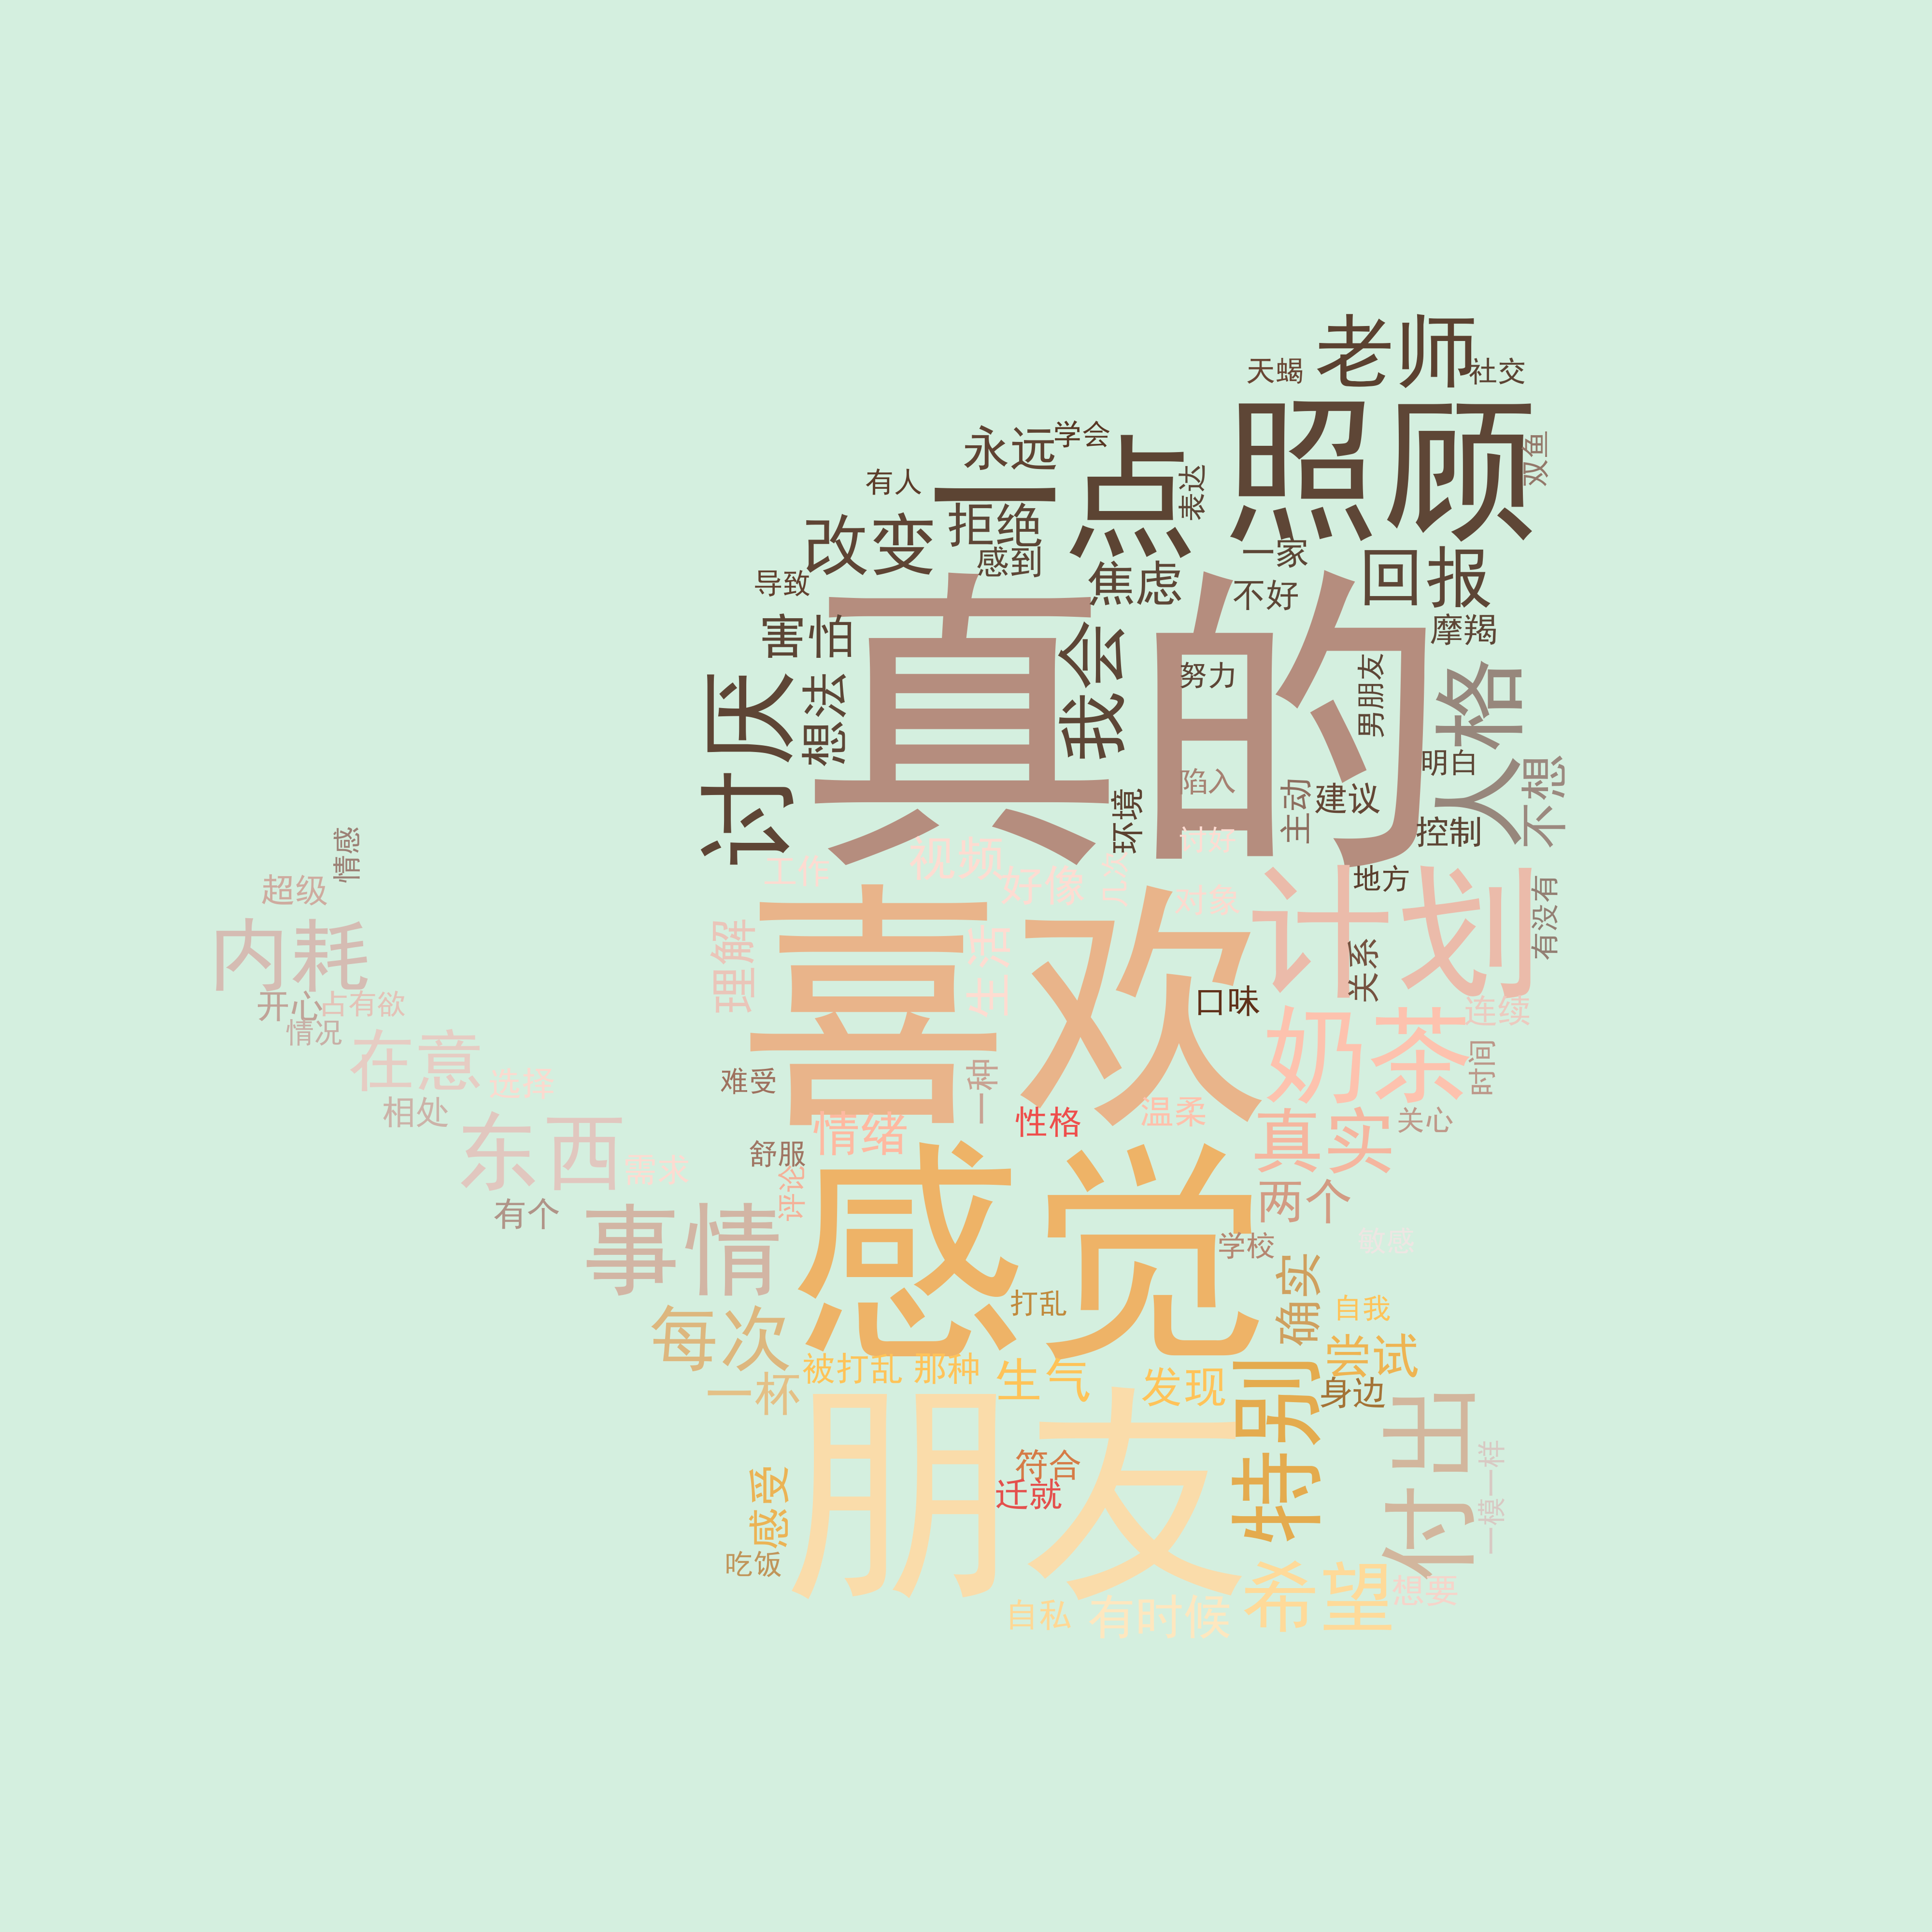 老师
天蝎
社交
照顾
双鱼
永远
学会
一点
表达
有人
拒绝
改变
感到
一家
焦虑
回报
导致
不好
害怕
摩羯
真的
我会
努力
男朋友
讨厌
想法
人格
明白
不想
陷入
主动
建议
环境
控制
讨好
情感
视频
工作
好像
超级
地方
对象
计划
有没有
内耗
理解
生活
关系
喜欢
口味
开心
占有欲
连续
情况
奶茶
在意
时间
选择
难受
一种
相处
情绪
性格
温柔
真实
关心
东西
舒服
需求
评论
两个
有个
事情
感觉
学校
敏感
确实
打乱
自我
每次
尝试
被打乱
那种
生气
发现
一杯
身边
特别
朋友
付出
符合
一模一样
迁就
感受
吃饭
希望
想要
自私
有时候